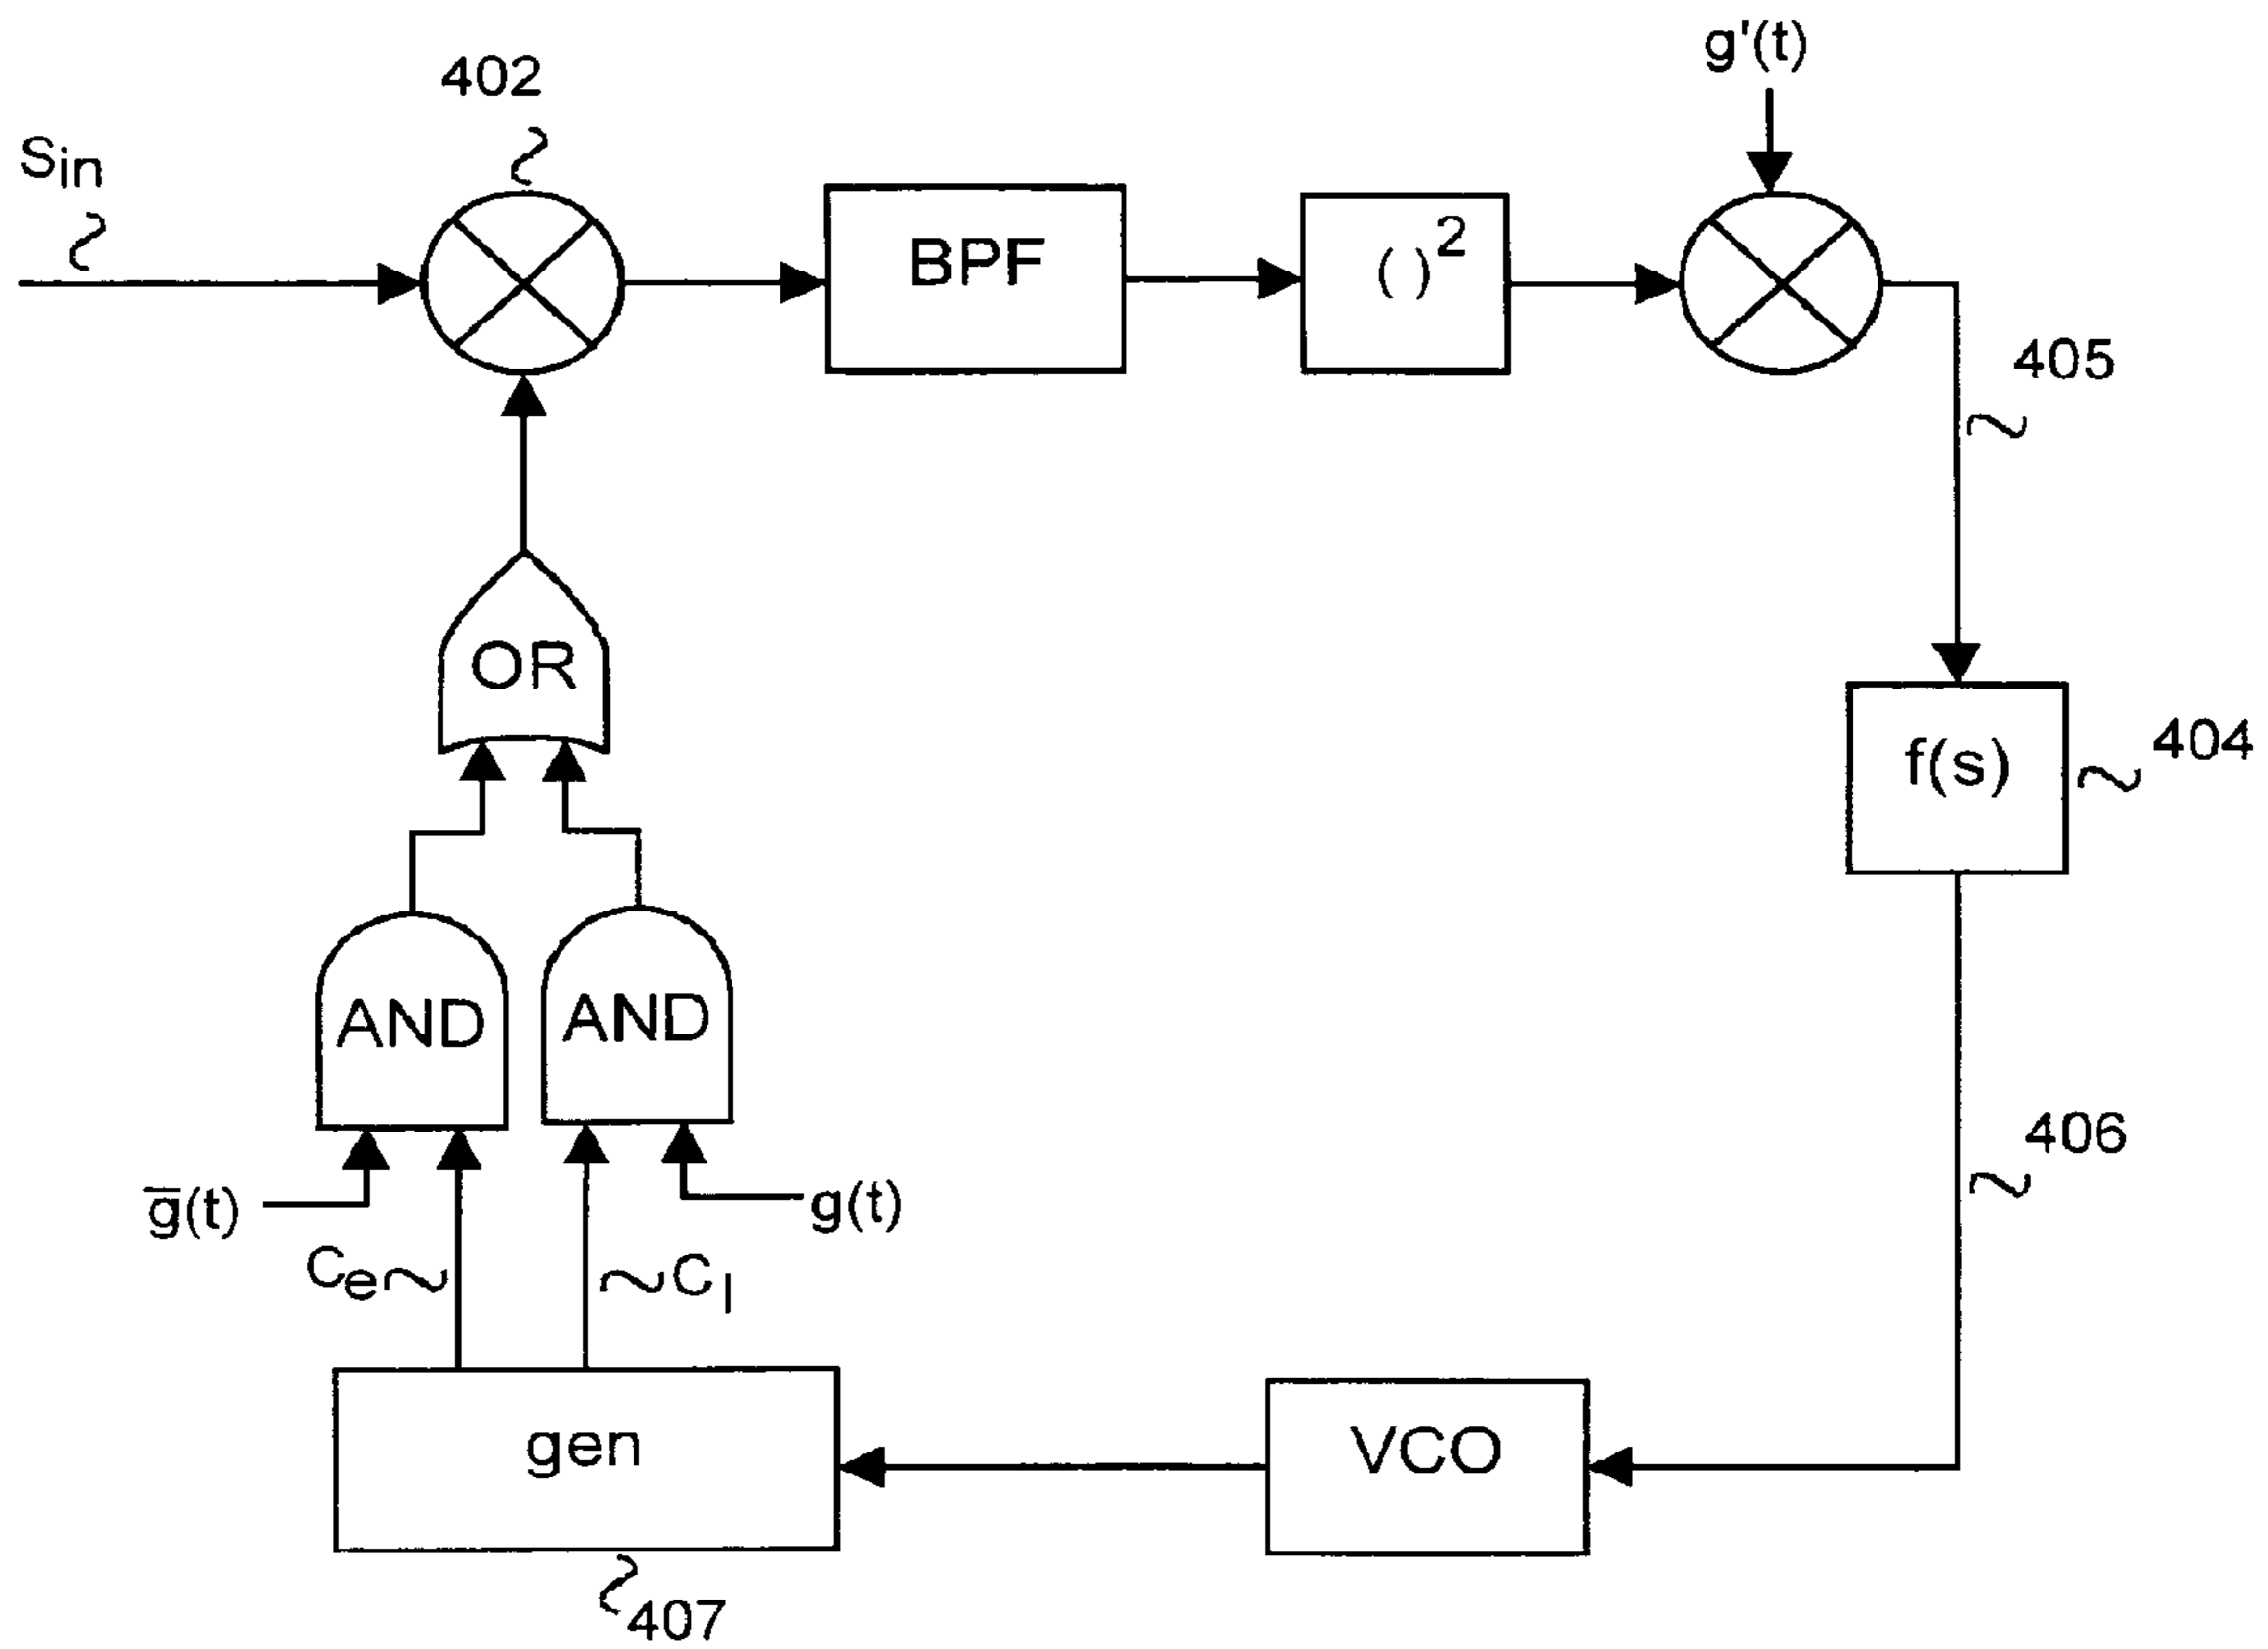 g'(t)
402
Sin
BPF
( )2
405
OR
f(s)
404
AND
AND
406
g̅(t)
g(t)
Ce
Cl
gen
VCO
407